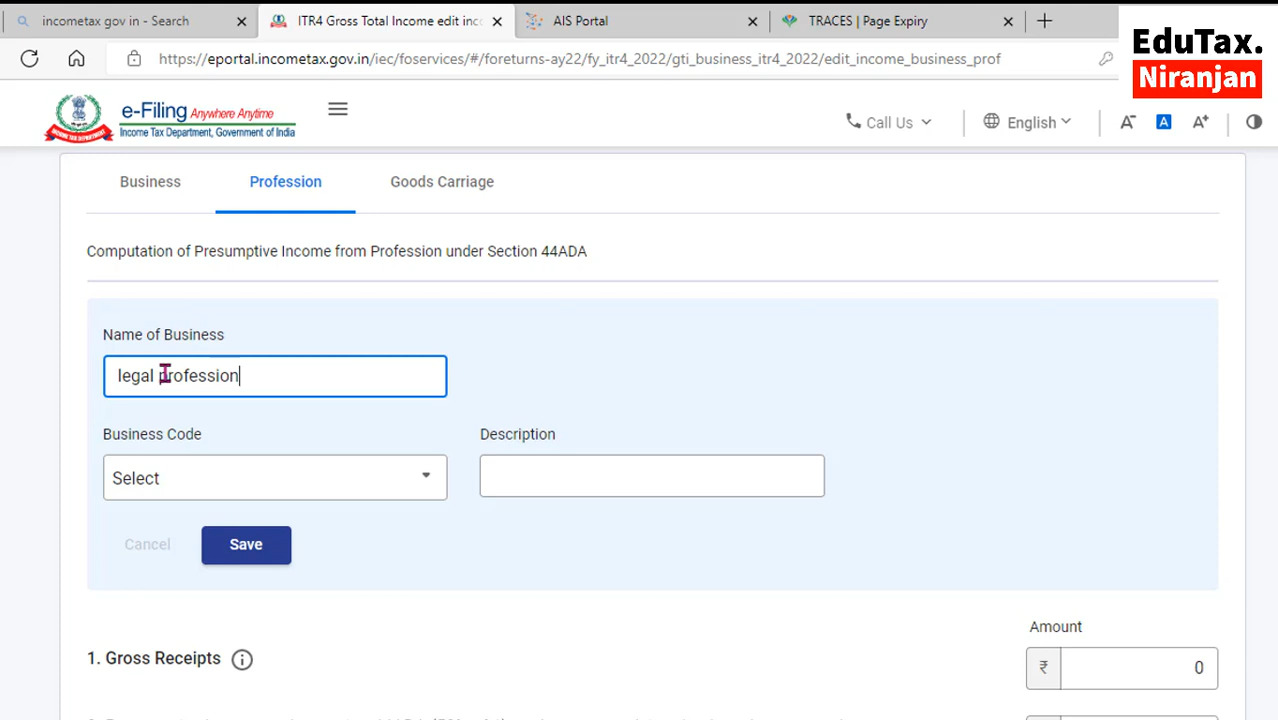 incometax gov in - Search
ITR4 Gross Total Income edit inc
AIS Portal
TRACES | Page Expiry
https://eportal.incometax.gov.in/iec/foservices/#/foreturns-ay22/fy_itr4_2022/gti_business_itr4_2022/edit_income_business_prof
EduTax.
Niranjan
e-Filing Anywhere Anytime
Income Tax Department, Government of India
Call Us
English
A-
A
A+
Business
Profession
Goods Carriage
Computation of Presumptive Income from Profession under Section 44ADA
Name of Business
legal profession
Business Code
Description
Select
Cancel
Save
Amount
1. Gross Receipts
₹ 0